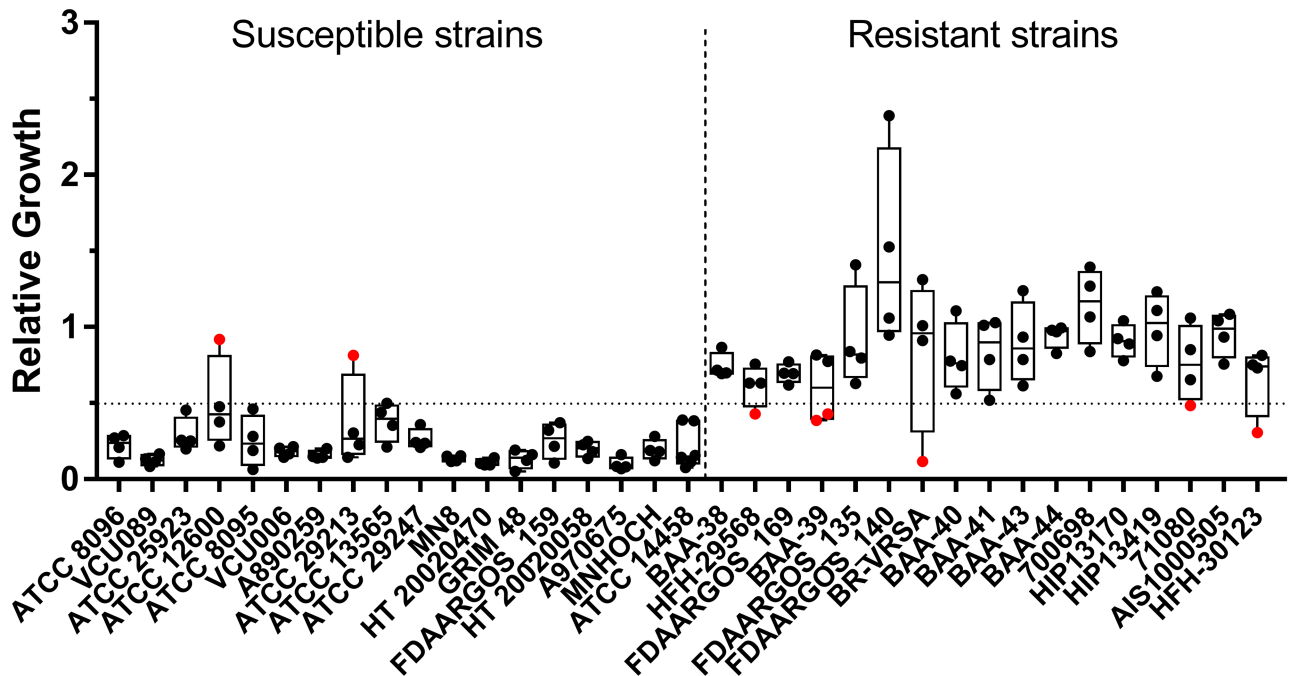 Susceptible strains
Resistant strains
Relative Growth
3
2
1
0
ATCC 8096
VCU089
ATCC 25923
ATCC 12600
ATCC 8095
VCU006
A890259
ATCC 29213
ATCC 13565
ATCC 29247
MN8
HT 20020470
GRIM 48
FDAARGOS 159
HT 20020058
A970675
MNHOCH
ATCC 14458
BAA-38
HFH-29568
FDAARGOS 169
BAA-39
FDAARGOS 135
FDAARGOS 140
BR-VRSA
BAA-40
BAA-41
BAA-43
BAA-44
700698
HIP13170
HIP13419
71080
AIS1000505
HFH-30123